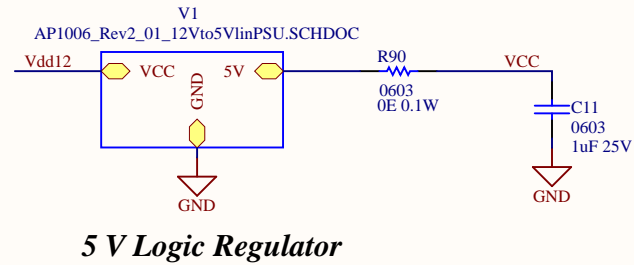 V1
AP1006_Rev2_01_12Vto5VlinPSU.SCHDOC
Vdd12
VCC
5V
GND
GND
R90
0603
0E 0.1W
VCC
C11
0603
1uF 25V
GND
5 V Logic Regulator